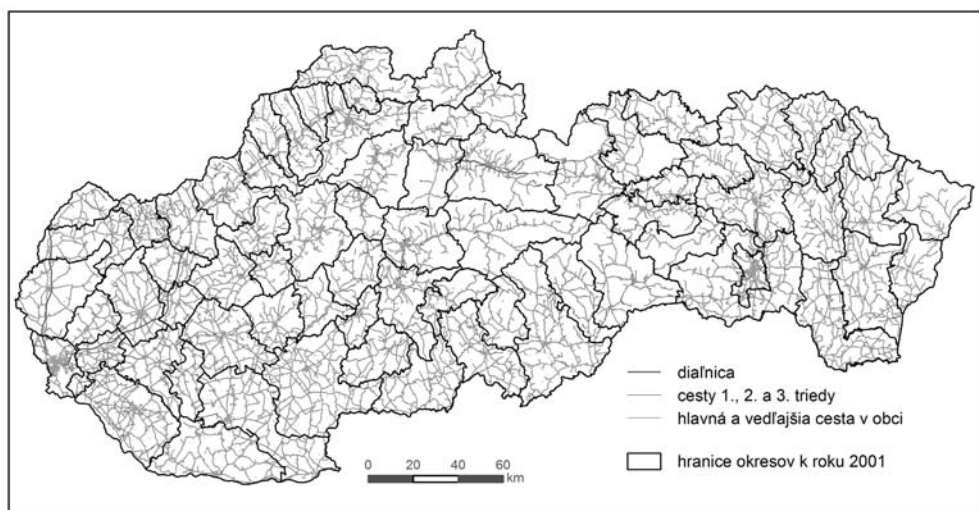 diaľnica
cesty 1., 2. a 3. triedy
hlavná a vedľajšia cesta v obci
hranice okresov k roku 2001
0 20 40 60
km